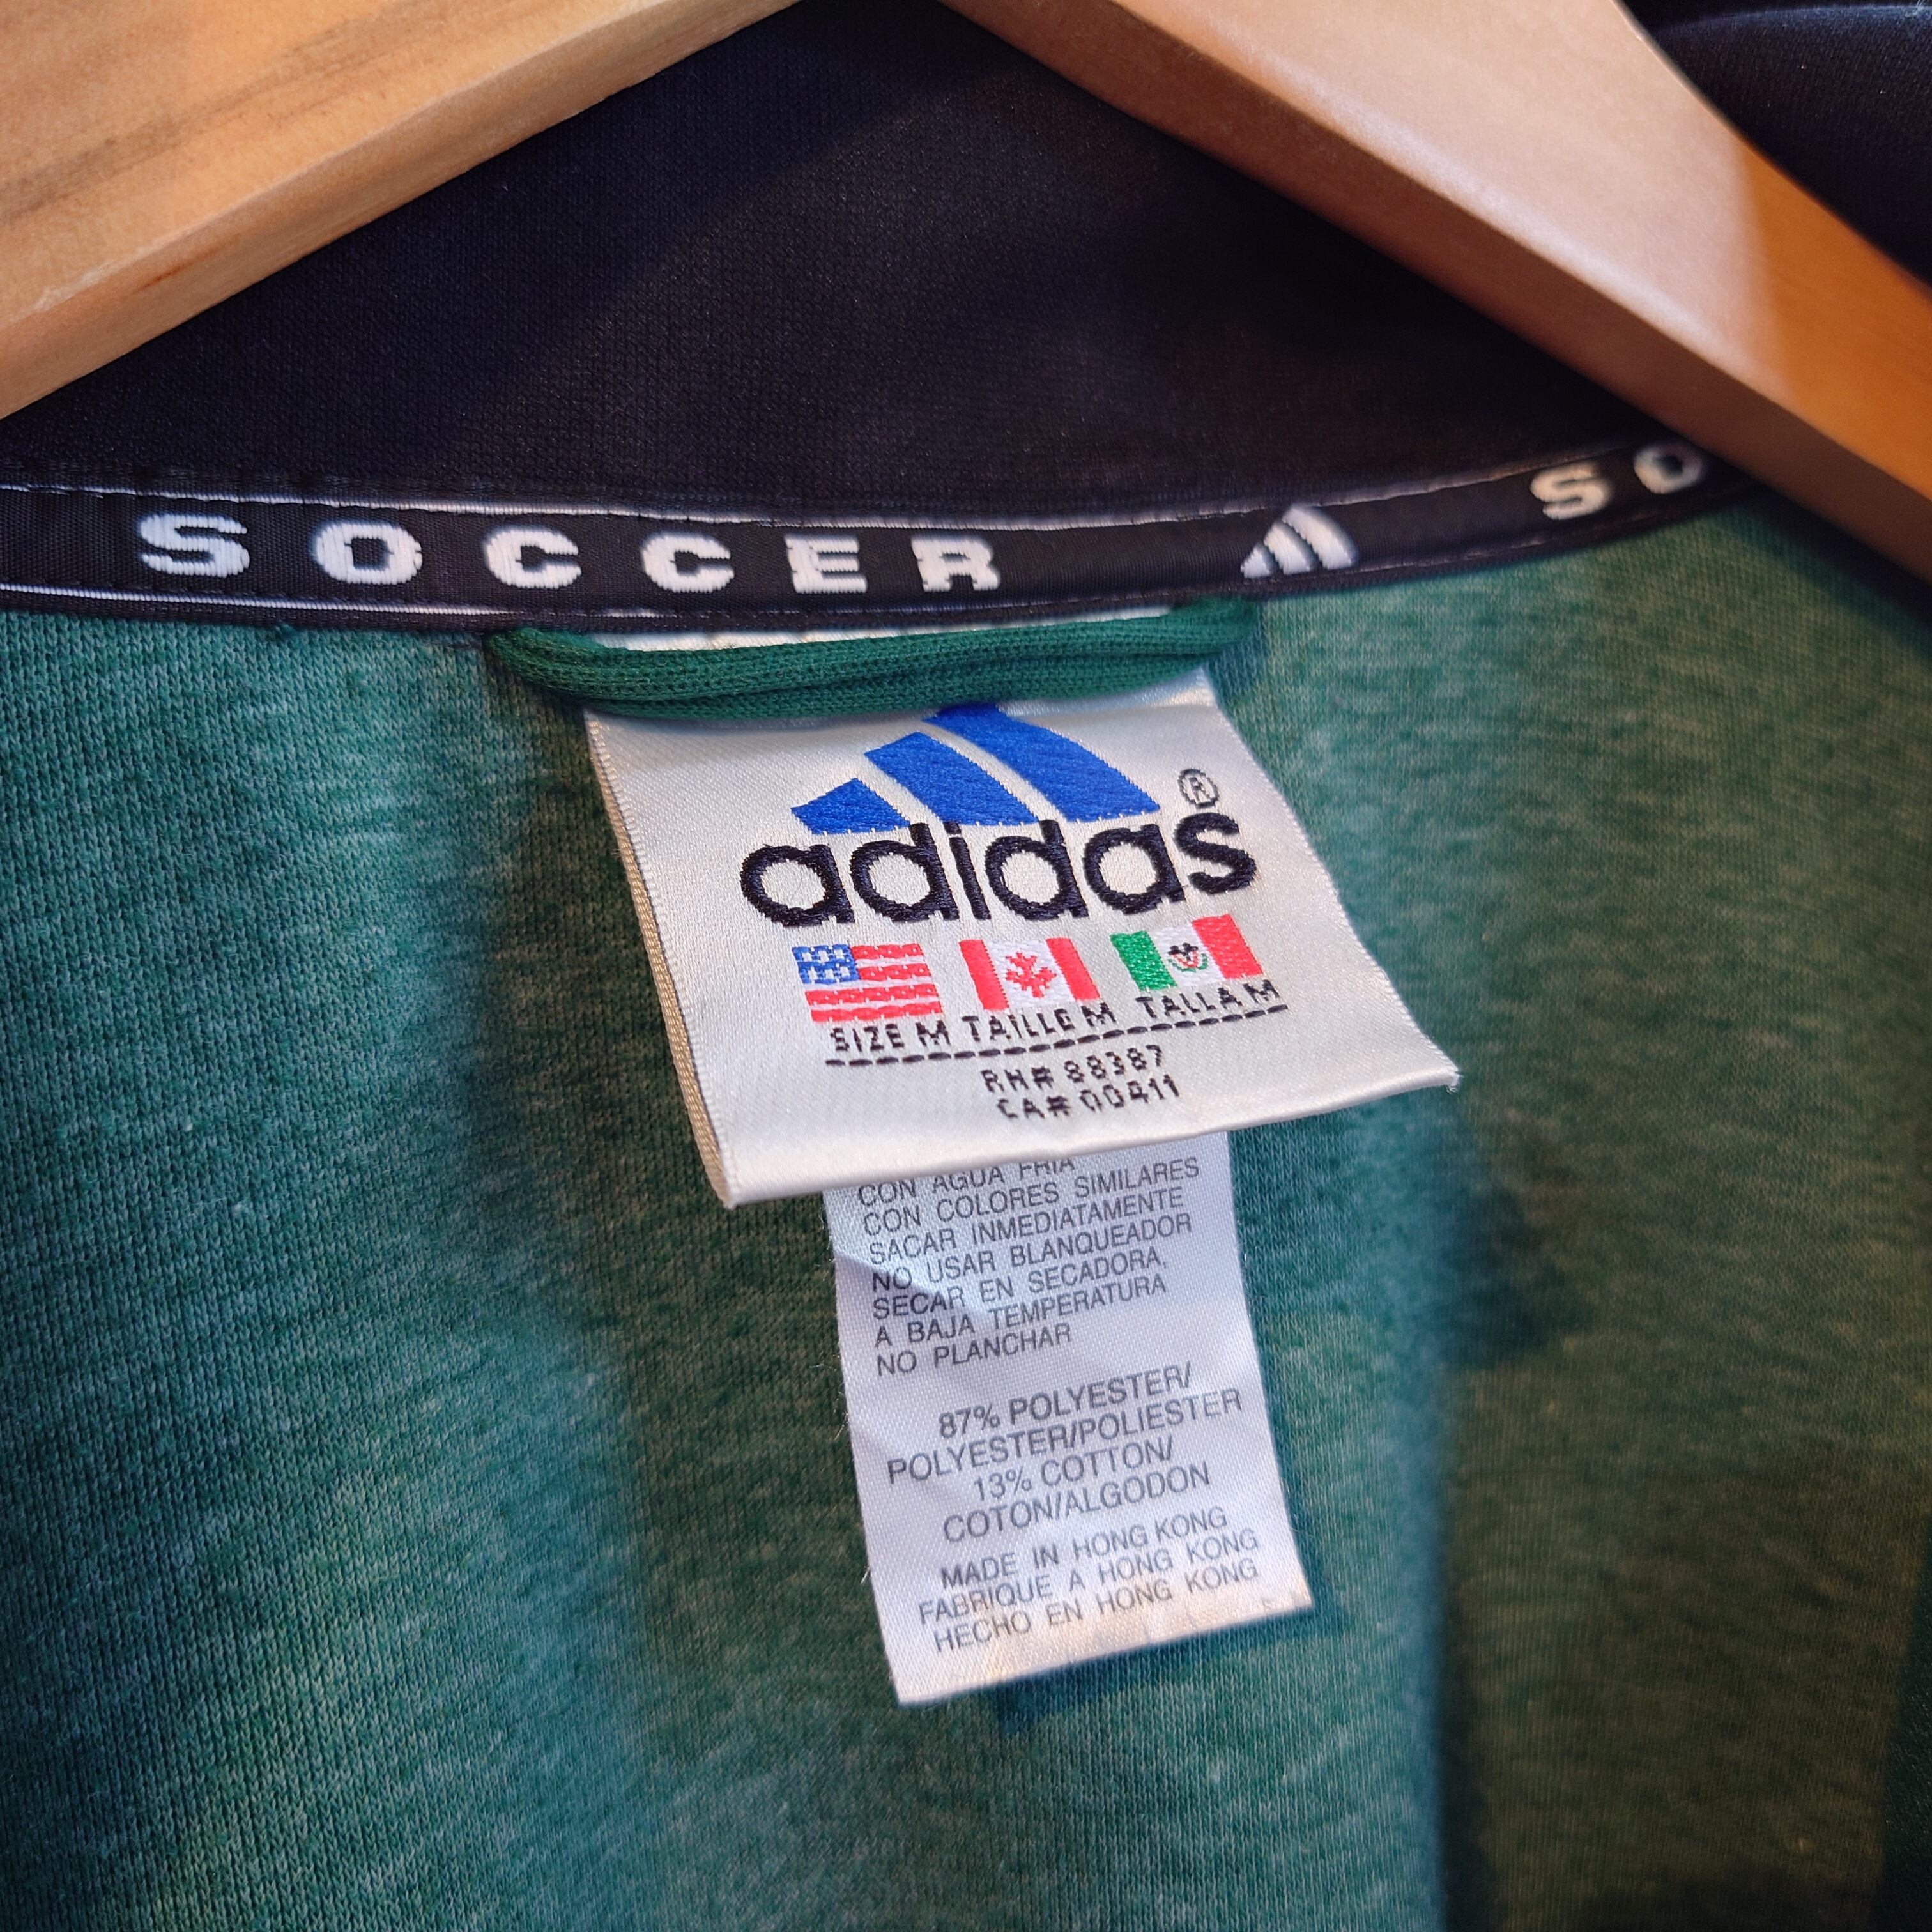 SOCCER SO
adidas®
SIZE M TAILLE M TALLA M
RN# 88387
CA# 00411
CON AGUA FRIA
CON COLORES SIMILARES
SACAR INMEDIATAMENTE
NO USAR BLANQUEADOR
SECAR EN SECADORA,
A BAJA TEMPERATURA
NO PLANCHAR
87% POLYESTER/
POLYESTER/POLIESTER
13% COTTON/
COTON/ALGODON
MADE IN HONG KONG
FABRIQUE A HONG KONG
HECHO EN HONG KONG